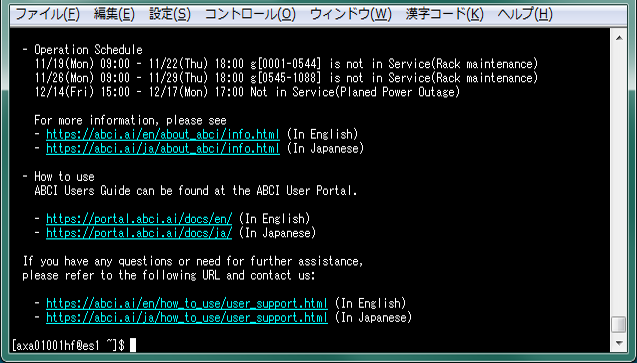 ファイル(F) 編集(E) 設定(S) コントロール(O) ウィンドウ(W) 漢字コード(K) ヘルプ(H)
- Operation Schedule
11/19(Mon) 09:00 - 11/22(Thu) 18:00 g[0001-0544] is not in Service(Rack maintenance)
11/26(Mon) 09:00 - 11/29(Thu) 18:00 g[0545-1088] is not in Service(Rack maintenance)
12/14(Fri) 15:00 - 12/17(Mon) 17:00 Not in Service(Planed Power Outage)
For more information, please see
- https://abci.ai/en/about_abci/info.html (In English)
- https://abci.ai/ja/about_abci/info.html (In Japanese)
- How to use
ABCI Users Guide can be found at the ABCI User Portal.
- https://portal.abci.ai/docs/en/ (In English)
- https://portal.abci.ai/docs/ja/ (In Japanese)
If you have any questions or need for further assistance,
please refer to the following URL and contact us:
- https://abci.ai/en/how_to_use/user_support.html (In English)
- https://abci.ai/ja/how_to_use/user_support.html (In Japanese)
[axa01001hf@es1 ~]$